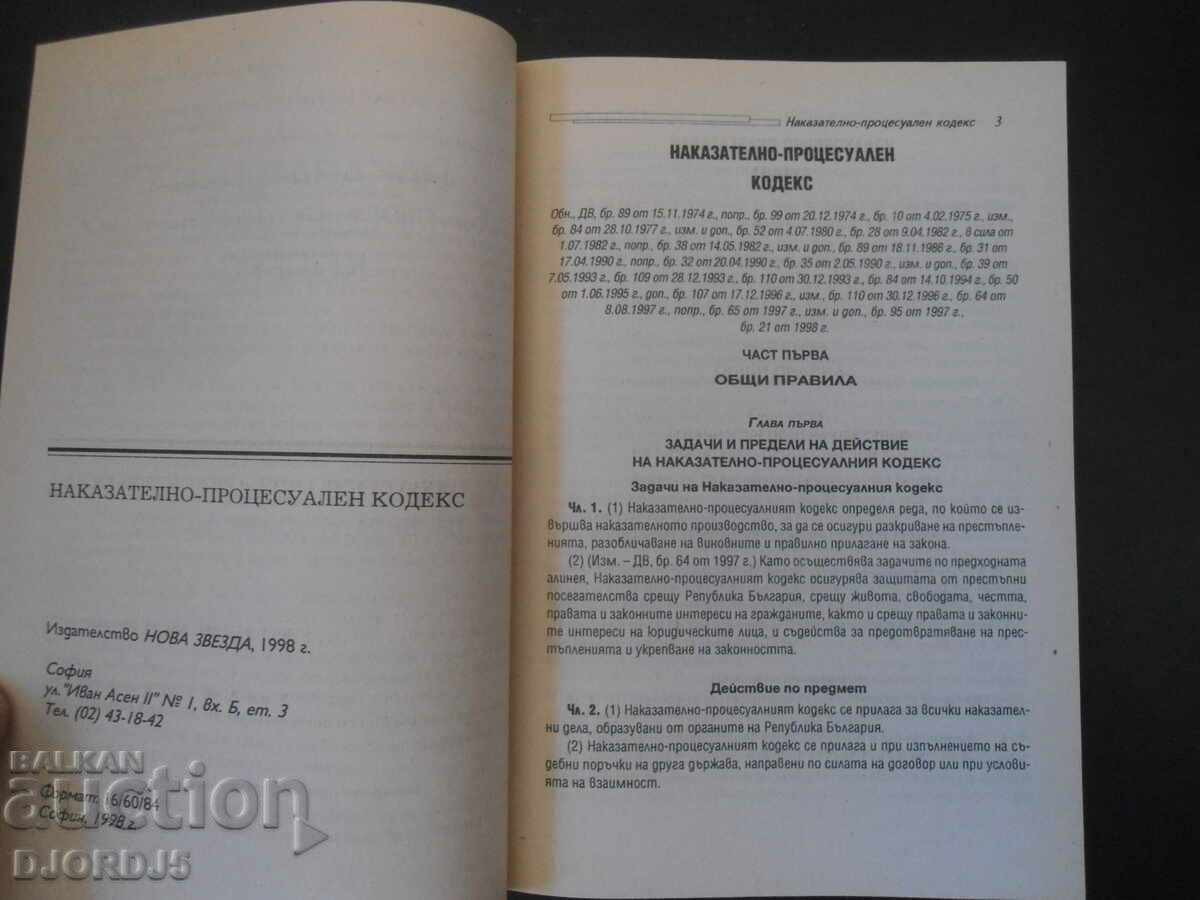 НАКАЗАТЕЛНО-ПРОЦЕСУАЛЕН КОДЕКС
Издателство НОВА ЗВЕЗДА, 1998 г.
София
ул. "Иван Асен II" № 1, вх. Б, ет. 3
Тел. (02) 43-18-42
Формат: 16/60/84
София, 1998 г.
BALKAN
auction
DJORDJ5
Наказателно-процесуален кодекс 3
НАКАЗАТЕЛНО-ПРОЦЕСУАЛЕН
КОДЕКС
Обн., ДВ, бр. 89 от 15.11.1974 г., попр., бр. 99 от 20.12.1974 г., бр. 10 от 4.02.1975 г., изм.,
бр. 84 от 28.10.1977 г., изм. и доп., бр. 52 от 4.07.1980 г., бр. 28 от 9.04.1982 г., в сила от
1.07.1982 г., попр., бр. 38 от 14.05.1982 г., изм. и доп., бр. 89 от 18.11.1986 г., бр. 31 от
17.04.1990 г., попр., бр. 32 от 20.04.1990 г., бр. 35 от 2.05.1990 г., изм. и доп., бр. 39 от
7.05.1993 г., бр. 109 от 28.12.1993 г., бр. 110 от 30.12.1993 г., бр. 84 от 14.10.1994 г., бр. 50
от 1.06.1995 г., доп., бр. 107 от 17.12.1996 г., изм., бр. 110 от 30.12.1996 г., бр. 64 от
8.08.1997 г., попр., бр. 65 от 1997 г., изм. и доп., бр. 95 от 1997 г.,
бр. 21 от 1998 г.
ЧАСТ ПЪРВА
ОБЩИ ПРАВИЛА
Глава първа
ЗАДАЧИ И ПРЕДЕЛИ НА ДЕЙСТВИЕ
НА НАКАЗАТЕЛНО-ПРОЦЕСУАЛНИЯ КОДЕКС
Задачи на Наказателно-процесуалния кодекс
Чл. 1. (1) Наказателно-процесуалният кодекс определя реда, по който се из-
вършва наказателното производство, за да се осигури разкриване на престъпле-
нията, разобличаване на виновните и правилно прилагане на закона.
(2) (Изм. – ДВ, бр. 64 от 1997 г.) Като осъществява задачите по предходната
алинея, Наказателно-процесуалният кодекс осигурява защитата от престъпни
посегателства срещу Република България, срещу живота, свободата, честта,
правата и законните интереси на гражданите, както и срещу правата и законни-
те интереси на юридическите лица, и съдейства за предотвратяване на прес-
тъпленията и укрепване на законността.
Действие по предмет
Чл. 2. (1) Наказателно-процесуалният кодекс се прилага за всички наказател-
ни дела, образувани от органите на Република България.
(2) Наказателно-процесуалният кодекс се прилага и при изпълнението на съ-
дебни поръчки на друга държава, направени по силата на договор или при услови-
ята на взаимност.